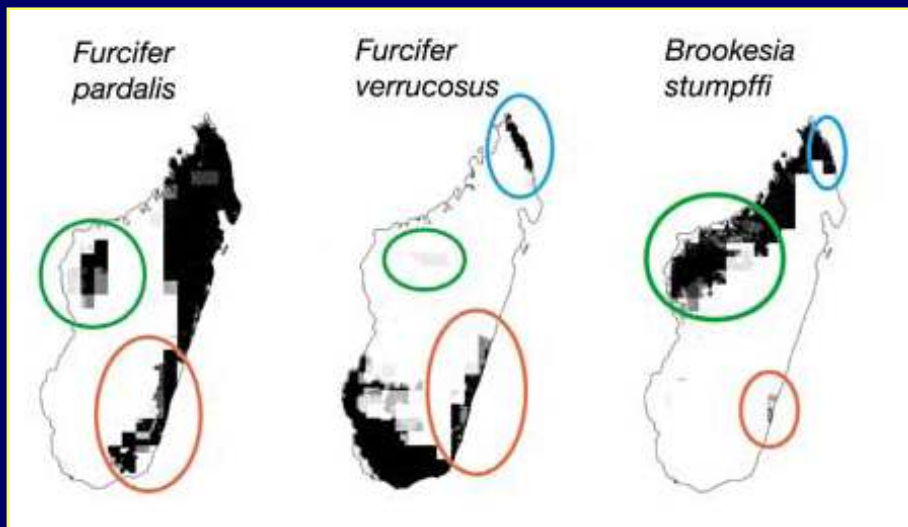 Furcifer
pardalis
Furcifer
verrucosus
Brookesia
stumpffi